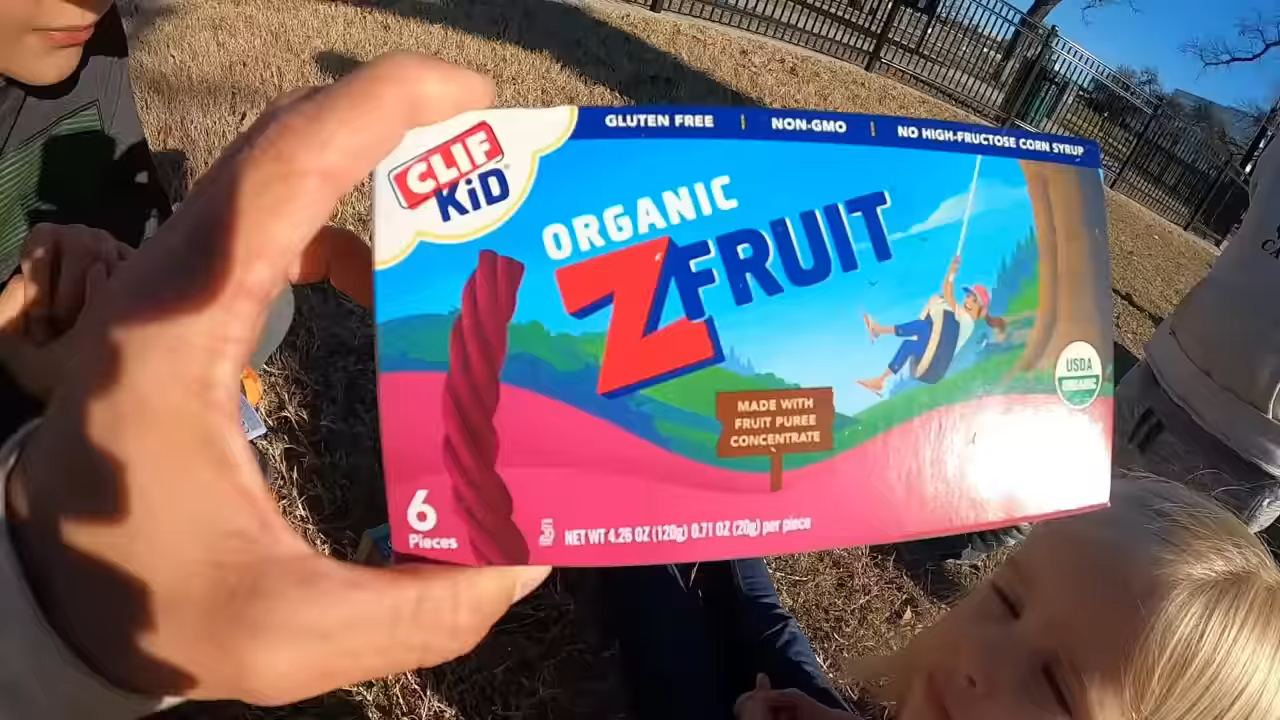 GLUTEN FREE | NON-GMO | NO HIGH-FRUCTOSE CORN SYRUP
CLIF
KiD
ORGANIC
ZFRUIT
USDA
ORGANIC
MADE WITH
FRUIT PUREE
CONCENTRATE
6
Pieces
NET WT 4.26 OZ (120g) 0.71 OZ (20g) per piece